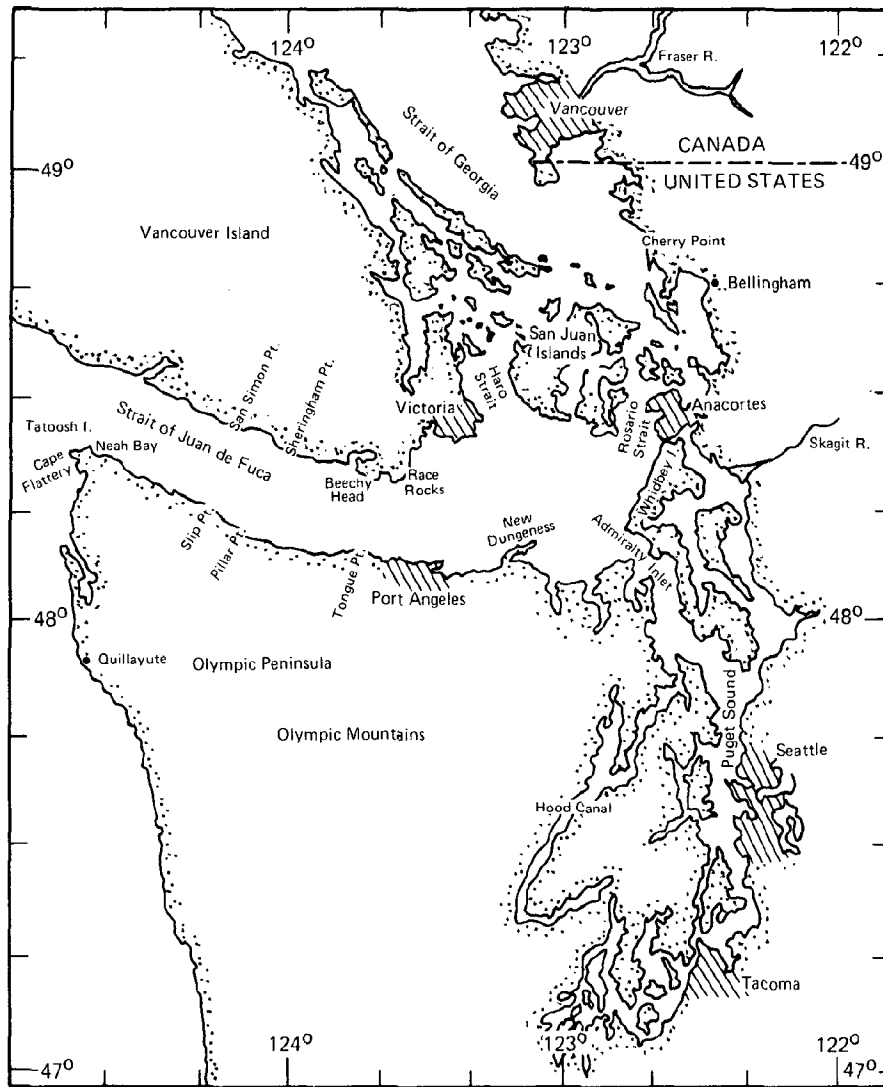 124°
123°
122°
Fraser R.
Vancouver
Strait of Georgia
CANADA
49°
49°
UNITED STATES
Vancouver Island
Cherry Point
Bellingham
San Juan
Islands
San Simon Pt.
Sheringham Pt.
Haro
Strait
Victoria
Rosario
Strait
Anacortes
Skagit R.
Tatoosh I.
Neah Bay
Strait of Juan de Fuca
Cape
Flattery
Beechy
Head
Race
Rocks
Whidbey I.
New
Dungeness
Admiralty
Inlet
Slip Pt.
Pillar Pt.
Tongue Pt.
Port Angeles
48°
48°
Quillayute
Olympic Peninsula
Puget Sound
Olympic Mountains
Seattle
Hood Canal
Tacoma
124°
123°
122°
47°
47°